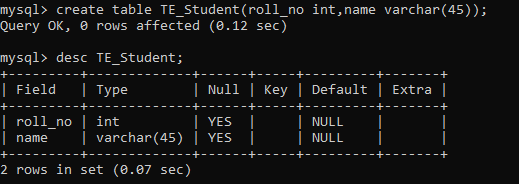 mysql> create table TE_Student(roll_no int,name varchar(45));
Query OK, 0 rows affected (0.12 sec)
mysql> desc TE_Student;
+---------+-------------+------+-----+---------+-------+
| Field   | Type        | Null | Key | Default | Extra |
+---------+-------------+------+-----+---------+-------+
| roll_no | int         | YES  |     | NULL    |       |
| name    | varchar(45) | YES  |     | NULL    |       |
+---------+-------------+------+-----+---------+-------+
2 rows in set (0.07 sec)